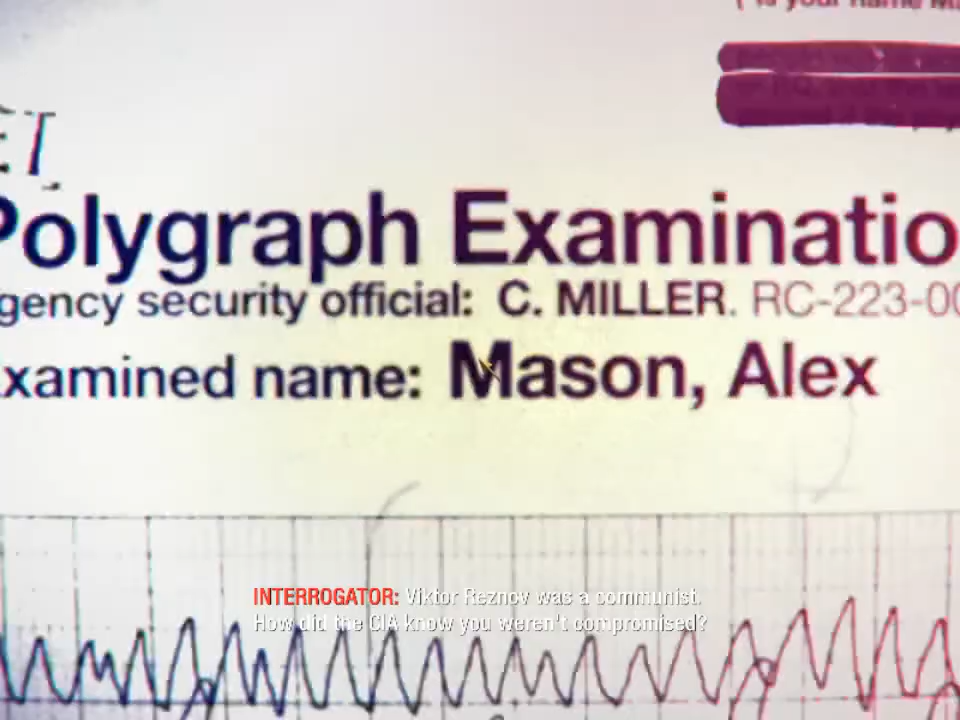 Polygraph Examinatio
gency security official: C. MILLER. RC-223-00
xamined name: Mason, Alex
INTERROGATOR: Viktor Reznov was a communist.
How did the CIA know you weren't compromised?